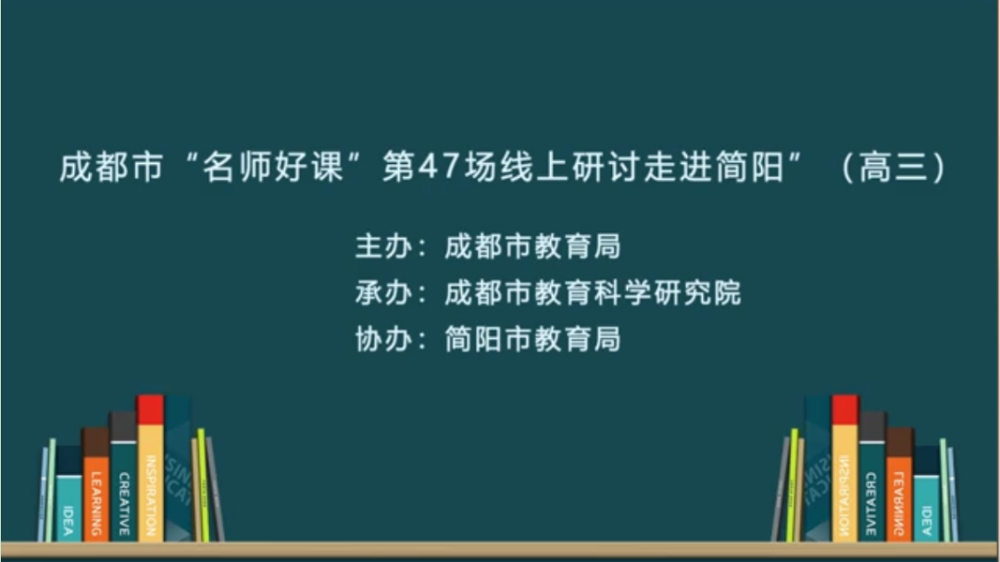 成都市“名师好课”第47场线上研讨走进简阳”（高三）
主办：成都市教育局
承办：成都市教育科学研究院
协办：简阳市教育局
IDEA
LEARNING
CREATIVE
INSPIRATION
INSPIRATION
CREATIVE
LEARNING
IDEA